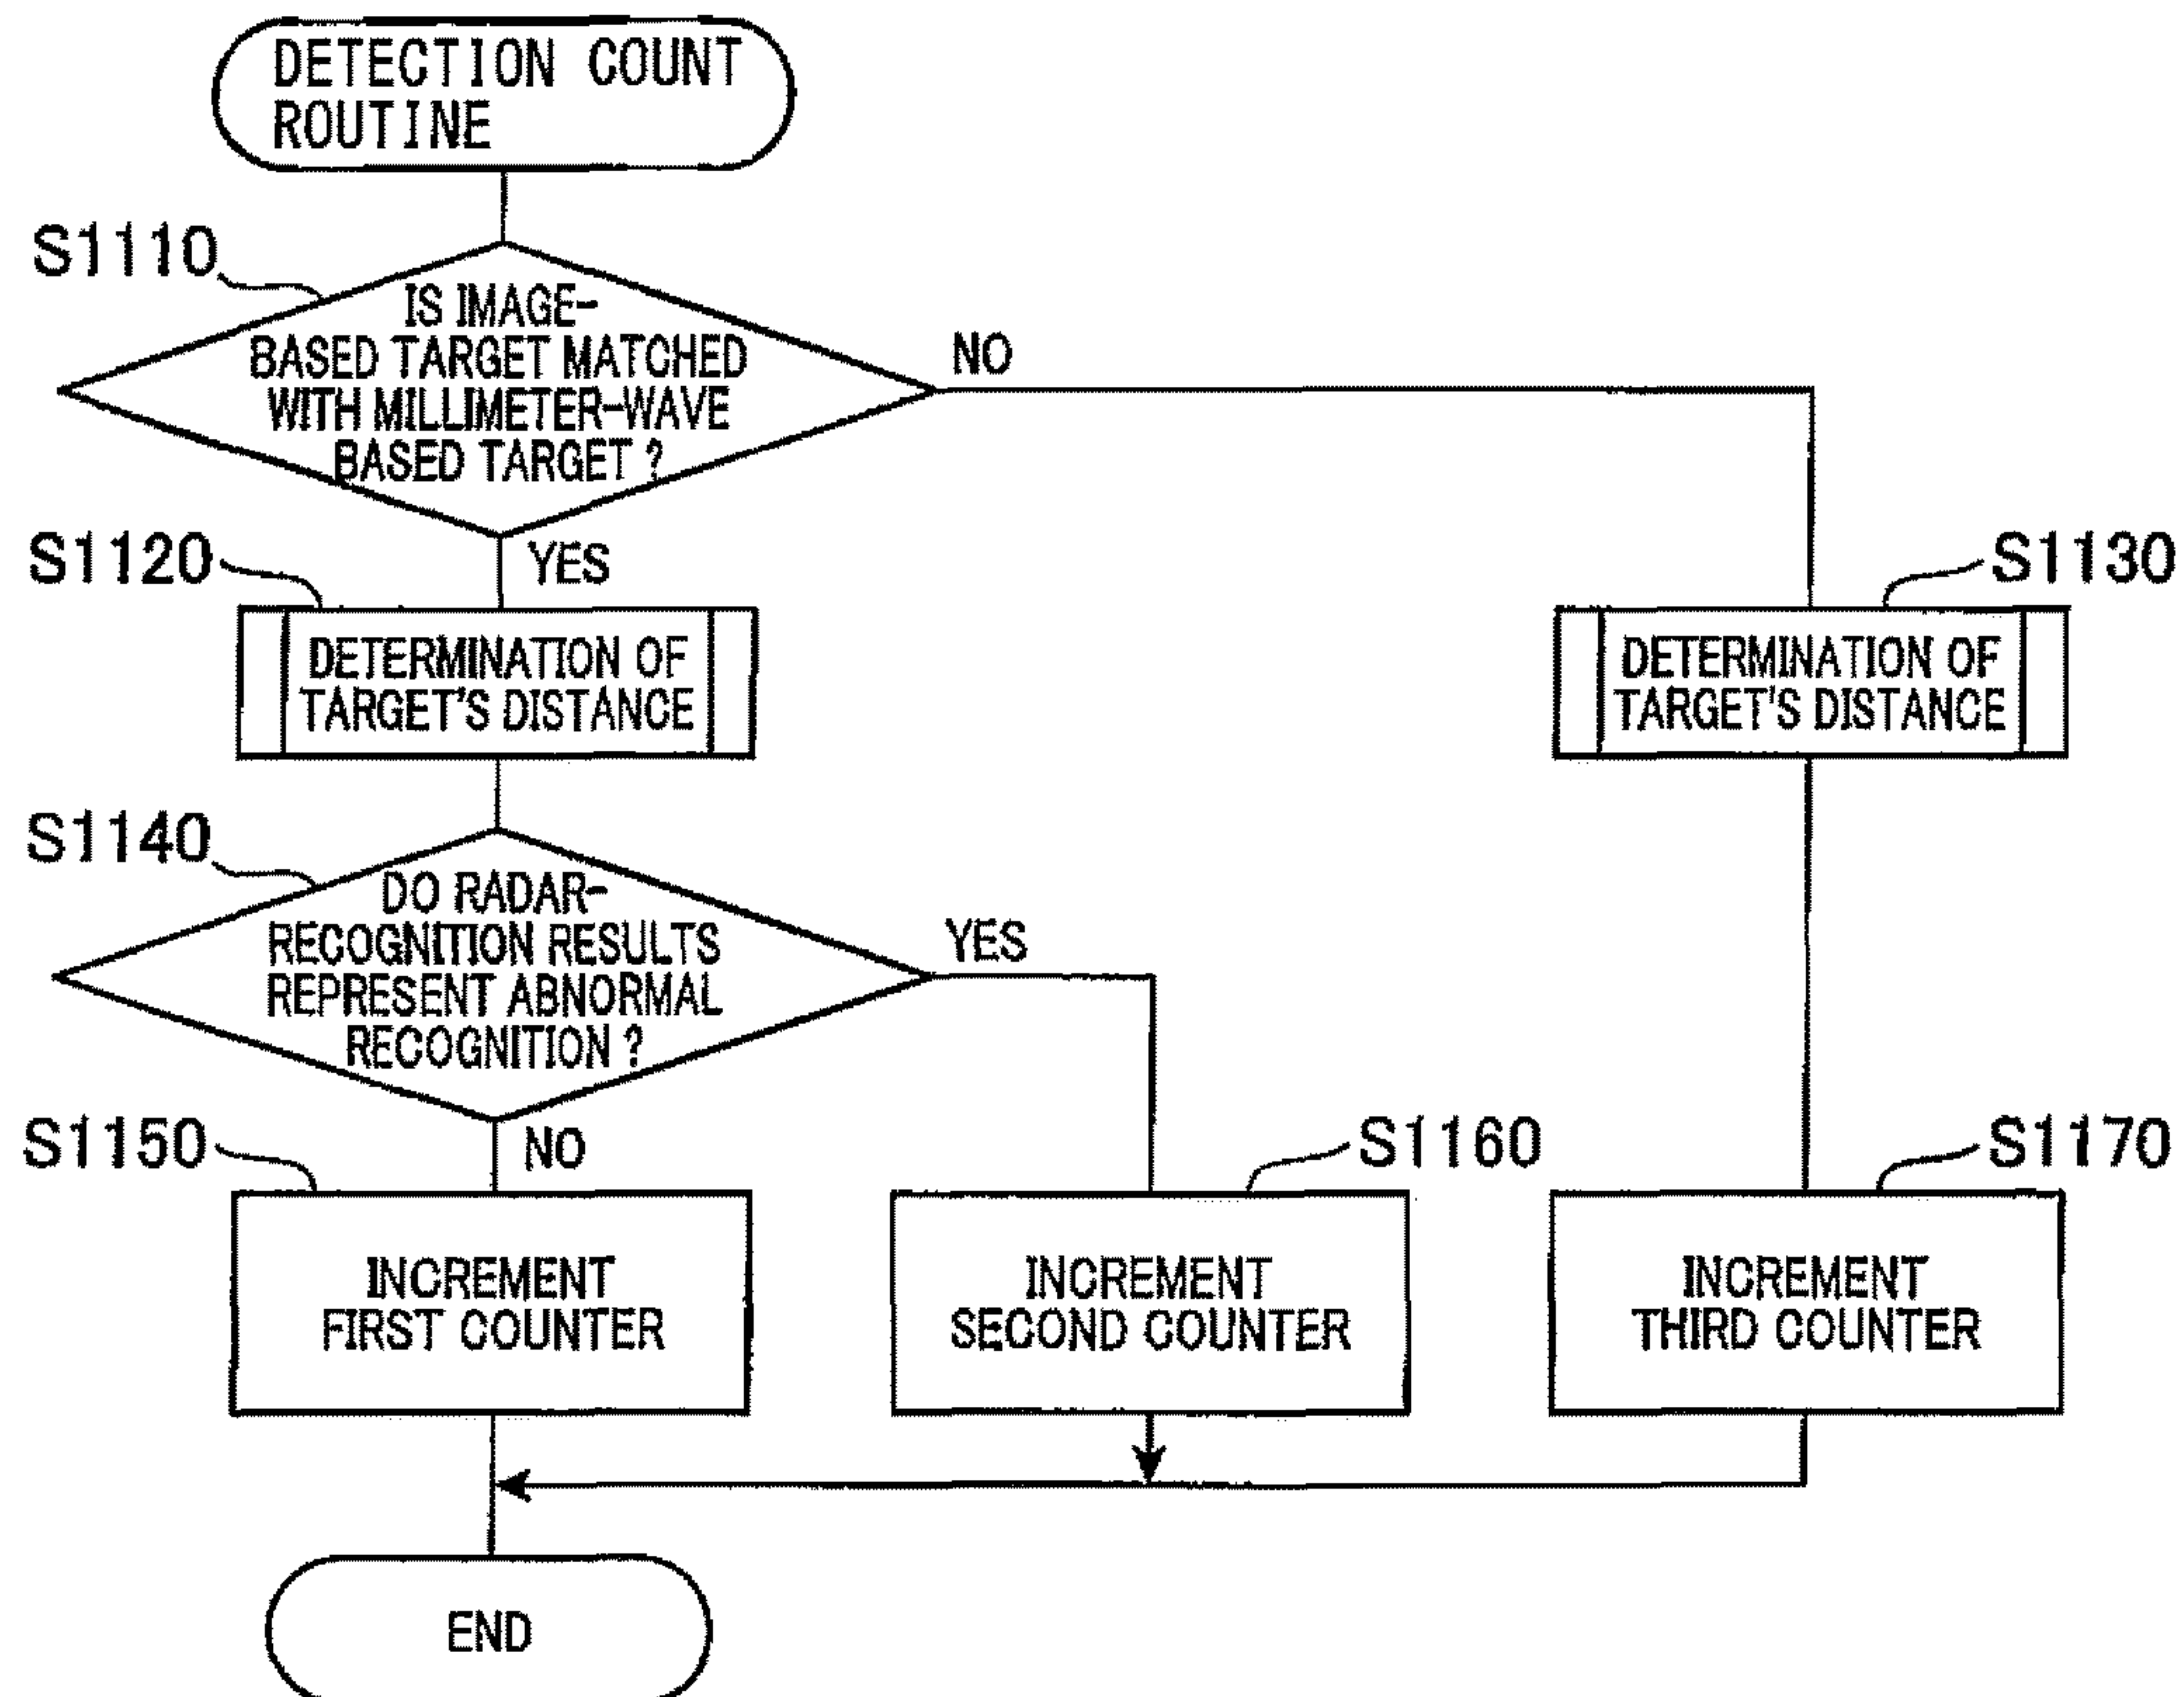 DETECTION COUNT
ROUTINE
S1110
IS IMAGE-
BASED TARGET MATCHED
WITH MILLIMETER-WAVE
BASED TARGET ?
NO
YES
S1120
DETERMINATION OF
TARGET'S DISTANCE
S1130
DETERMINATION OF
TARGET'S DISTANCE
S1140
DO RADAR-
RECOGNITION RESULTS
REPRESENT ABNORMAL
RECOGNITION ?
YES
NO
S1150
INCREMENT
FIRST COUNTER
S1160
INCREMENT
SECOND COUNTER
S1170
INCREMENT
THIRD COUNTER
END